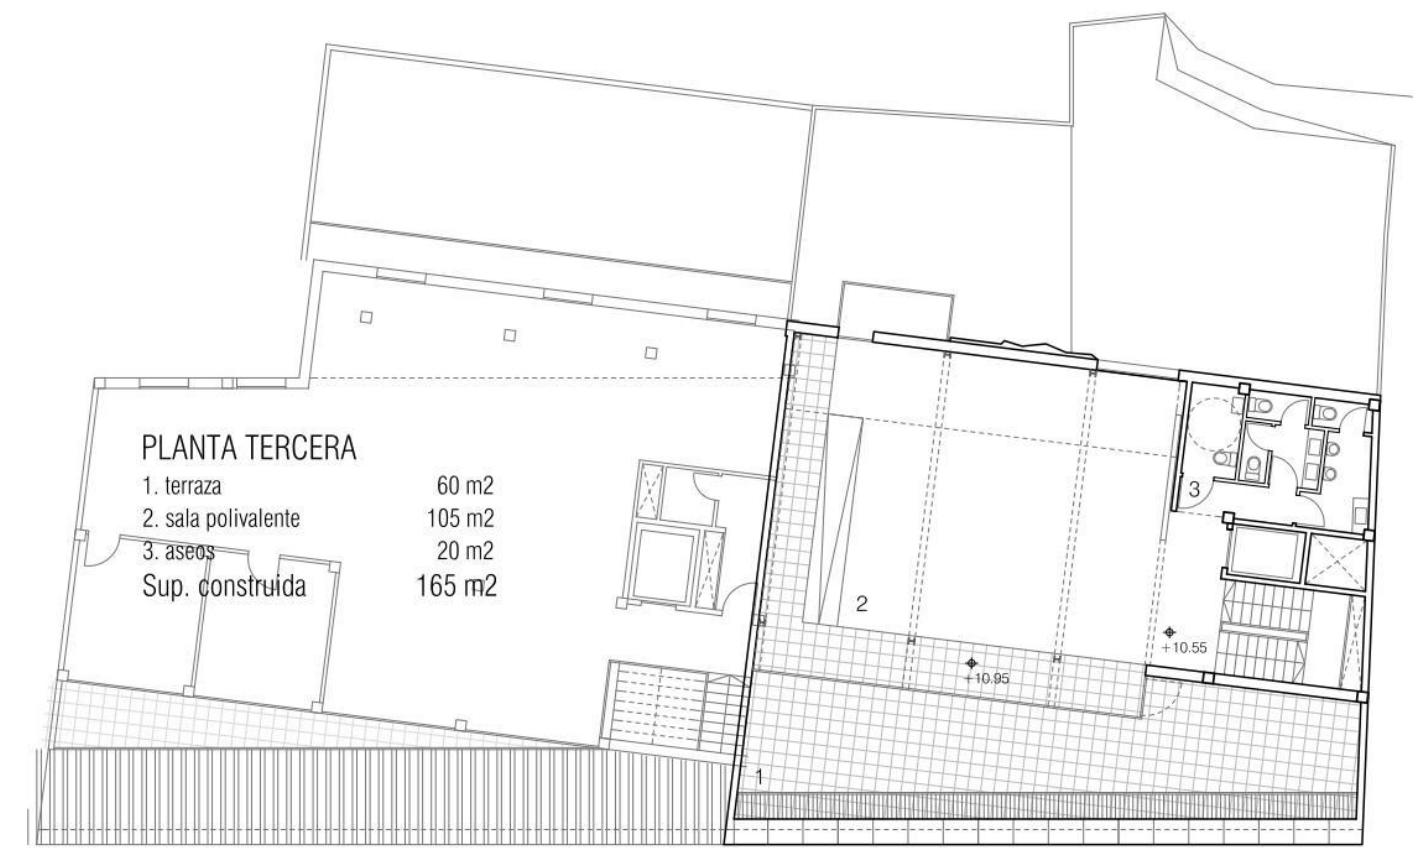 PLANTA TERCERA
1. terraza 60 m2
2. sala polivalente 105 m2
3. aseos 20 m2
Sup. construida 165 m2
3
2
+10.55
+10.95
1